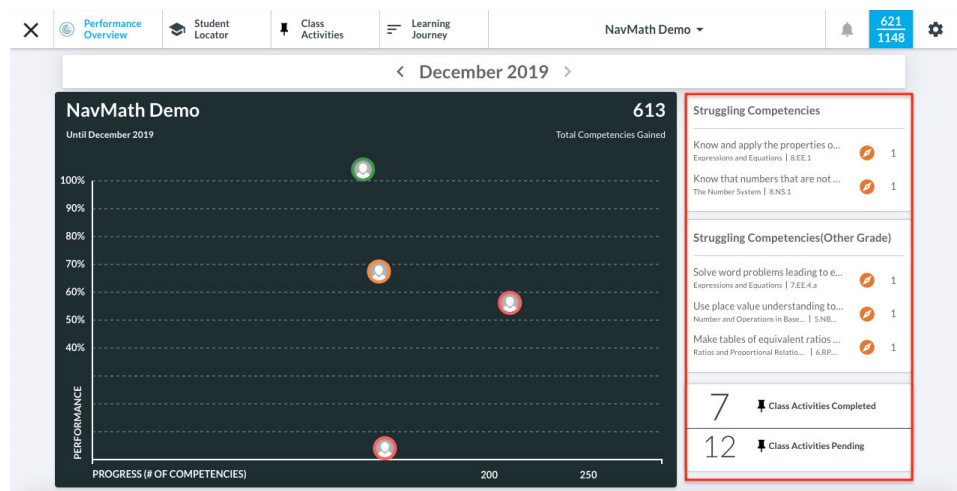 Performance
Overview
Student
Locator
Class
Activities
Learning
Journey
NavMath Demo
621
1148
December 2019
NavMath Demo
613
Until December 2019
Total Competencies Gained
100%
90%
80%
70%
60%
50%
40%
PERFORMANCE
PROGRESS (# OF COMPETENCIES)
200
250
Struggling Competencies
Know and apply the properties o...
1
Expressions and Equations | 8.EE.1
Know that numbers that are not ...
1
The Number System | 8.NS.1
Struggling Competencies(Other Grade)
Solve word problems leading to e...
1
Expressions and Equations | 7.EE.4.a
Use place value understanding to...
1
Number and Operations in Base... | 5.NB...
Make tables of equivalent ratios ...
1
Ratios and Proportional Relatio... | 6.RP...
7 Class Activities Completed
12 Class Activities Pending